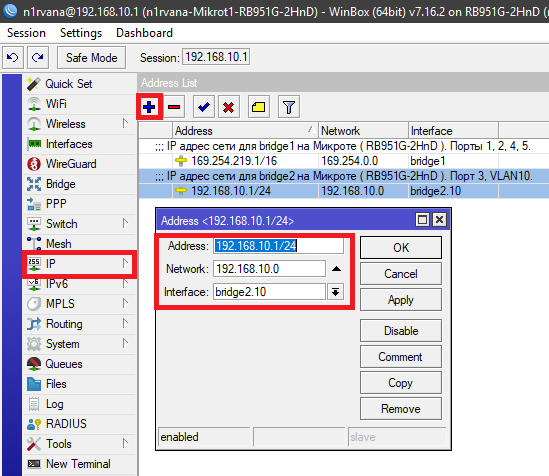 n1rvana@192.168.10.1 (n1rvana-Mikrot1-RB951G-2HnD) - WinBox (64bit) v7.16.2 on RB951G-2HnD (
Session Settings Dashboard
Safe Mode Session: 192.168.10.1
Quick Set
WiFi
Wireless
Interfaces
WireGuard
Bridge
PPP
Switch
Mesh
IP
IPv6
MPLS
Routing
System
Queues
Files
Log
RADIUS
Tools
New Terminal
Address List
Address Network Interface
;;; IP адрес сети для bridge1 на Микроте ( RB951G-2HnD ). Порты 1, 2, 4, 5.
169.254.219.1/16 169.254.0.0 bridge1
;;; IP адрес сети для bridge2 на Микроте ( RB951G-2HnD ). Порт 3, VLAN10.
192.168.10.1/24 192.168.10.0 bridge2.10
Address <192.168.10.1/24>
Address: 192.168.10.1/24
Network: 192.168.10.0
Interface: bridge2.10
OK
Cancel
Apply
Disable
Comment
Copy
Remove
enabled slave